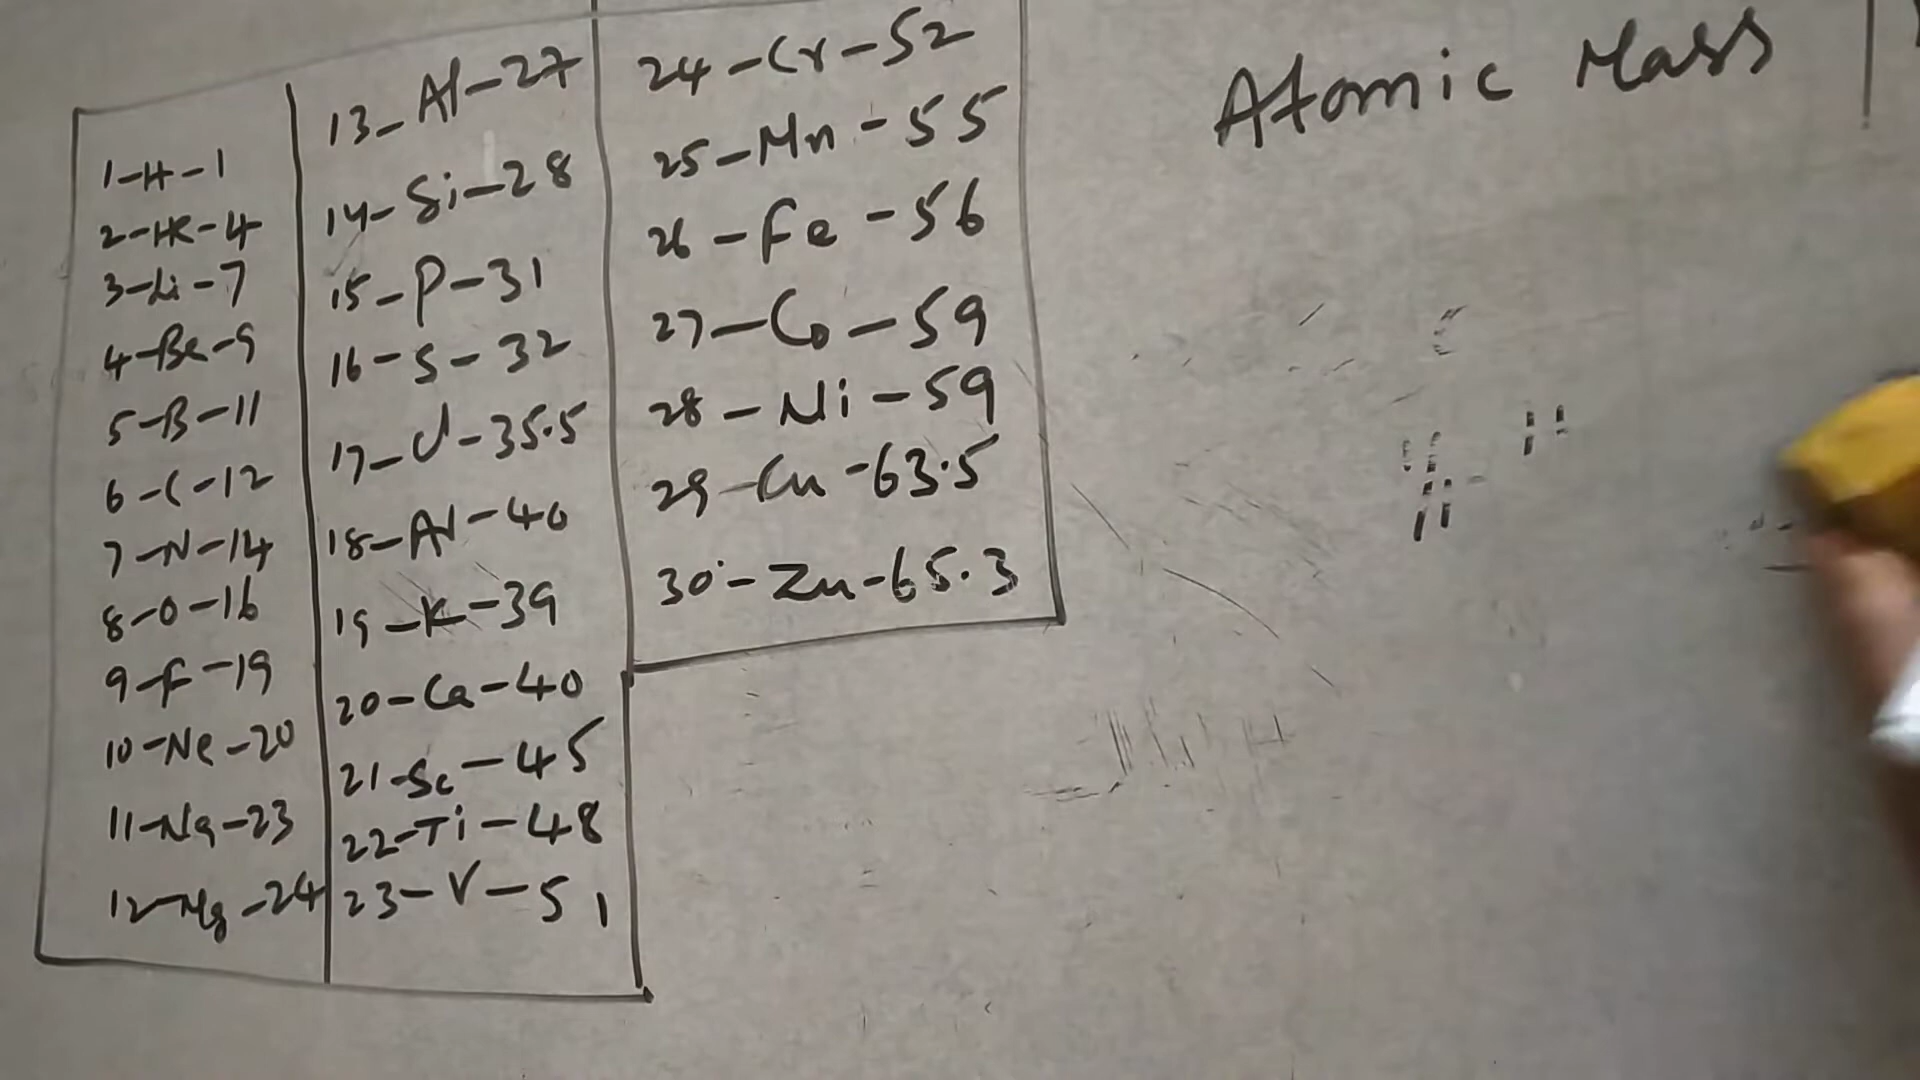 1-H-1
2-He-4
3-Li-7
4-Be-9
5-B-11
6-C-12
7-N-14
8-O-16
9-F-19
10-Ne-20
11-Na-23
12-Mg-24
13-Al-27
14-Si-28
15-P-31
16-S-32
17-Cl-35.5
18-Ar-40
19-K-39
20-Ca-40
21-Sc-45
22-Ti-48
23-V-51
24-Cr-52
25-Mn-55
26-Fe-56
27-Co-59
28-Ni-59
29-Cu-63.5
30-Zn-65.3
Atomic Mass